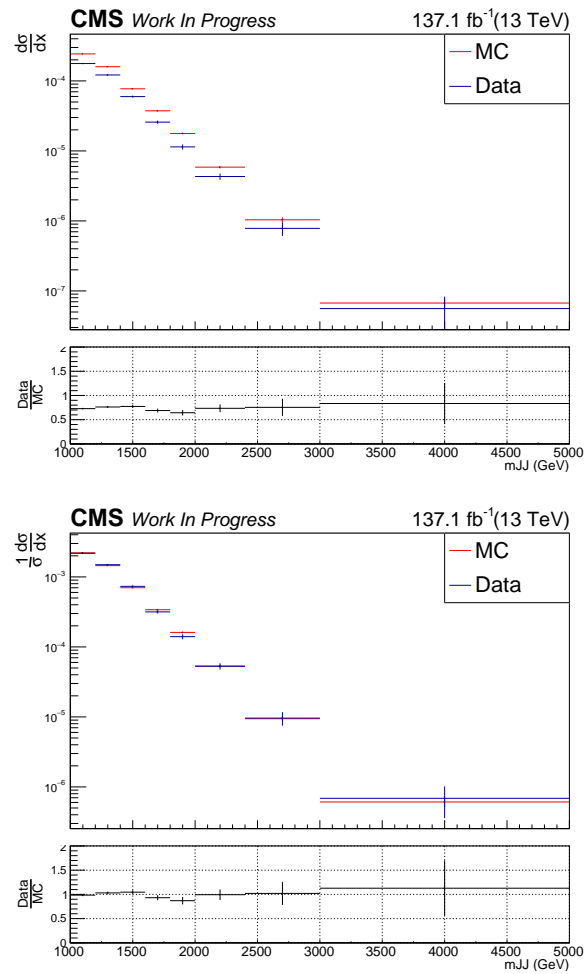 CMS Work In Progress 137.1 fb⁻¹(13 TeV)
dσ
dx
MC
Data
10⁻⁴
10⁻⁵
10⁻⁶
10⁻⁷
Data
MC
2
1.5
1
0.5
0
1000 1500 2000 2500 3000 3500 4000 4500 5000
mJJ (GeV)
CMS Work In Progress 137.1 fb⁻¹(13 TeV)
1 dσ
σ dx
MC
Data
10⁻³
10⁻⁴
10⁻⁵
10⁻⁶
Data
MC
2
1.5
1
0.5
0
1000 1500 2000 2500 3000 3500 4000 4500 5000
mJJ (GeV)